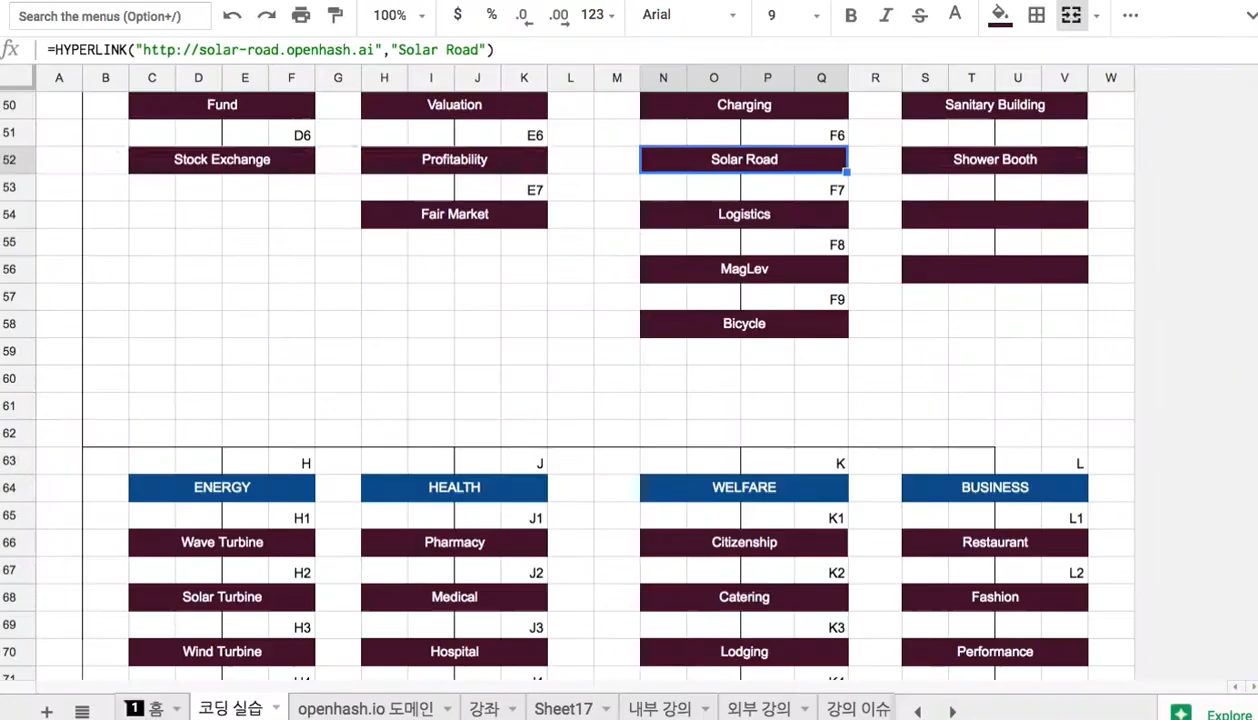 Search the menus (Option+/) 100% $ % .0 .00 123 Arial 9 B I S A
fx =HYPERLINK("http://solar-road.openhash.ai","Solar Road")
A B C D E F G H I J K L M N O P Q R S T U V W
50 Fund Valuation Charging Sanitary Building
51 D6 E6 F6
52 Stock Exchange Profitability Solar Road Shower Booth
53 E7 F7
54 Fair Market Logistics
55 F8
56 MagLev
57 F9
58 Bicycle
59
60
61
62
63 H J K L
64 ENERGY HEALTH WELFARE BUSINESS
65 H1 J1 K1 L1
66 Wave Turbine Pharmacy Citizenship Restaurant
67 H2 J2 K2 L2
68 Solar Turbine Medical Catering Fashion
69 H3 J3 K3
70 Wind Turbine Hospital Lodging Performance
71 H4 J4 K4
1 홈 코딩 실습 openhash.io 도메인 강좌 Sheet17 내부 강의 외부 강의 강의 이슈 Explore